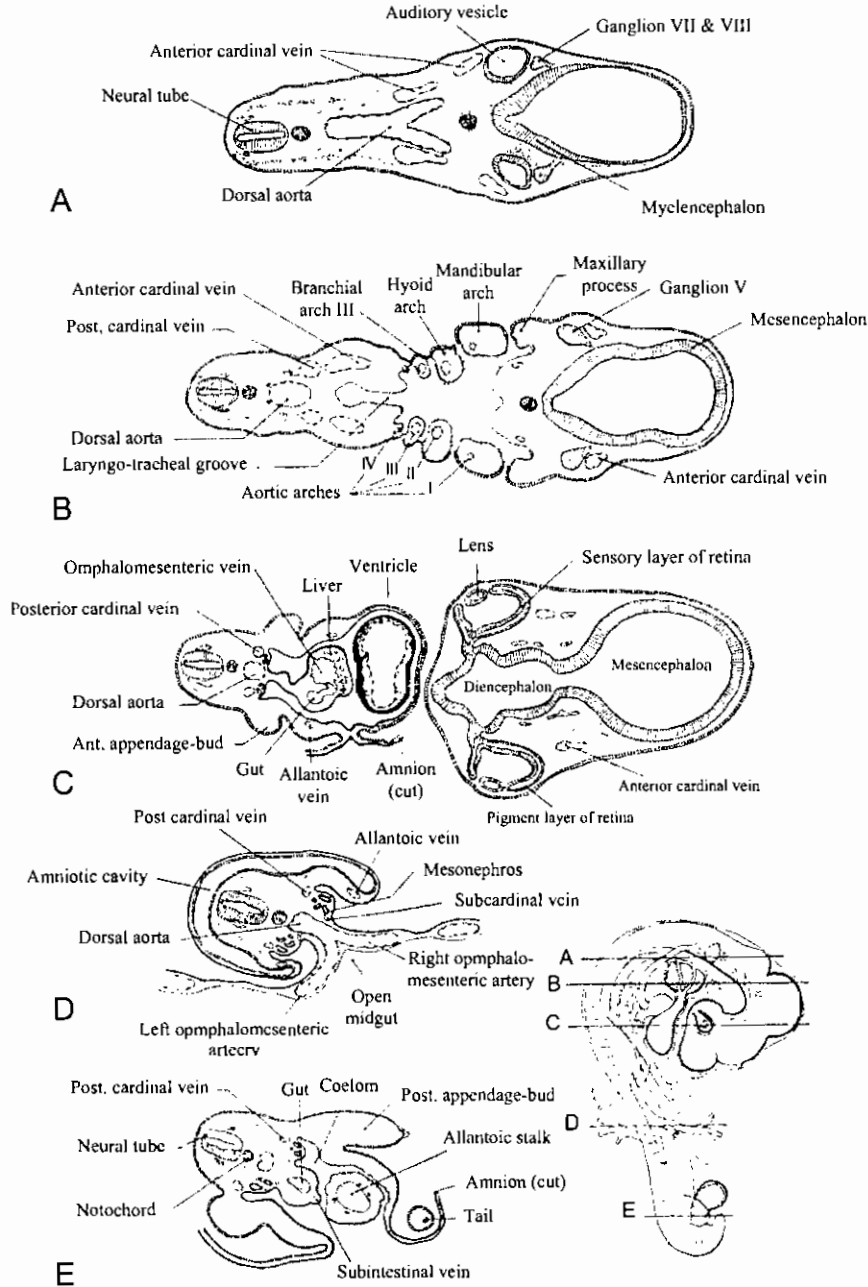 Auditory vesicle
Ganglion VII & VIII
Anterior cardinal vein
Neural tube
Dorsal aorta
Myclencephalon
A
Anterior cardinal vein
Branchial
arch III
Hyoid
arch
Mandibular
arch
Maxillary
process
Ganglion V
Post, cardinal vein
Mesencephalon
Dorsal aorta
Laryngo-tracheal groove
IV
III
II
I
Aortic arches
Anterior cardinal vein
B
Omphalomesenteric vein
Liver
Ventricle
Lens
Sensory layer of retina
Posterior cardinal vein
Mesencephalon
Diencephalon
Dorsal aorta
Ant. appendage-bud
Gut
Allantoic
vein
Amnion
(cut)
Anterior cardinal vein
Pigment layer of retina
C
Post cardinal vein
Allantoic vein
Amniotic cavity
Mesonephros
Subcardinal vein
Dorsal aorta
Right opmphalo-
mesenteric artery
Open
midgut
Left opmphalomesenteric
artecry
D
A
B
C
D
E
Post. cardinal vein
Gut
Coelom
Post. appendage-bud
Neural tube
Allantoic stalk
Notochord
Amnion (cut)
Tail
Subintestinal vein
E